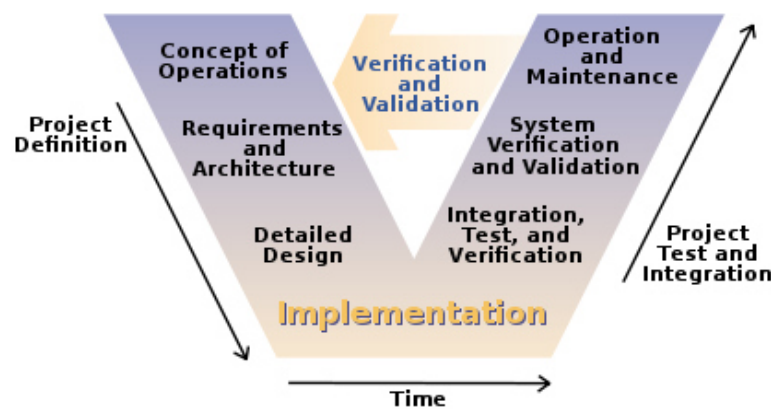 Concept of
Operations
Verification
and
Validation
Operation
and
Maintenance
Project
Definition
Requirements
and
Architecture
System
Verification
and Validation
Detailed
Design
Integration,
Test, and
Verification
Project
Test and
Integration
Implementation
Time